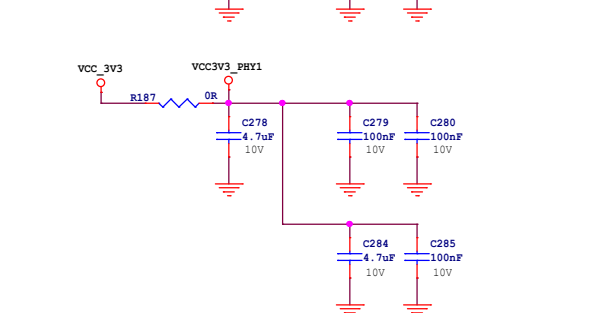 VCC_3V3
VCC3V3_PHY1
R187
0R
C278
4.7uF
10V
C279
100nF
10V
C280
100nF
10V
C284
4.7uF
10V
C285
100nF
10V